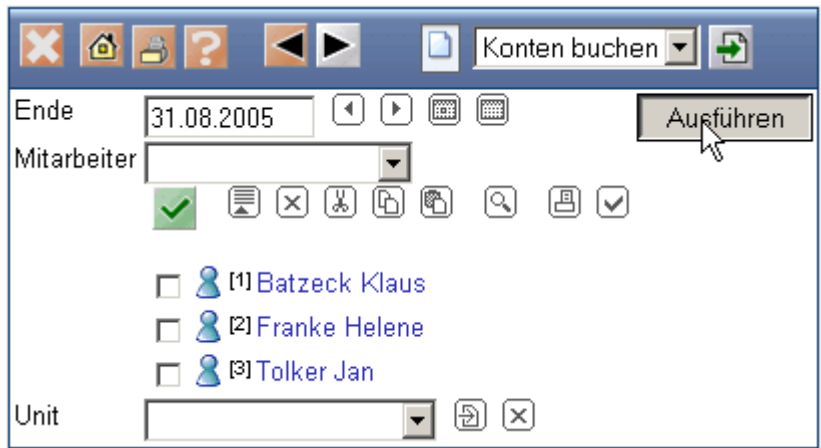 Konten buchen
Ende 31.08.2005 Ausführen
Mitarbeiter
[1] Batzeck Klaus
[2] Franke Helene
[3] Tolker Jan
Unit